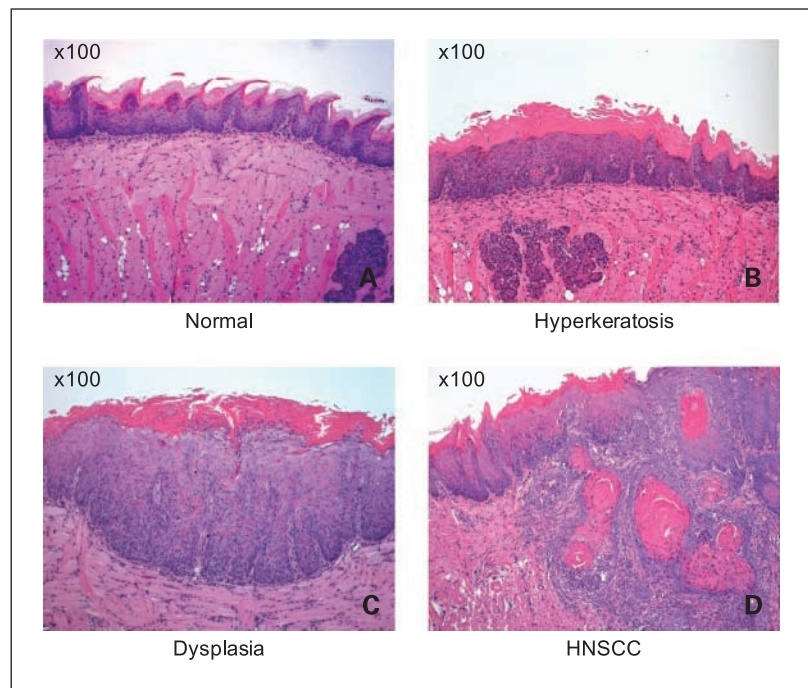 x100
A
Normal
x100
B
Hyperkeratosis
x100
C
Dysplasia
x100
D
HNSCC